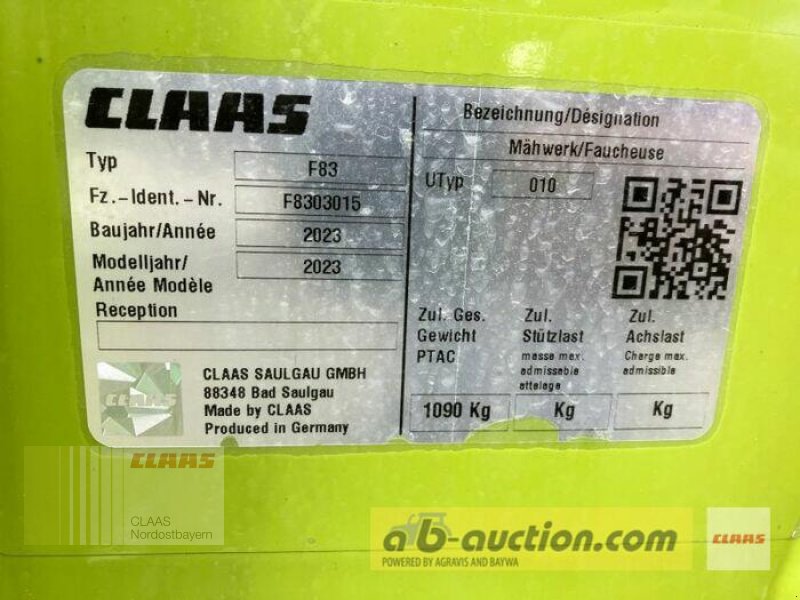 CLAAS
Typ F83
Fz.-Ident.-Nr. F8303015
Baujahr/Année 2023
Modelljahr/
Année Modèle 2023
Reception
CLAAS
CLAAS SAULGAU GMBH
88348 Bad Saulgau
Made by CLAAS
Produced in Germany
Bezeichnung/Désignation
Mähwerk/Faucheuse
UTyp 010
Zul. Ges.
Gewicht
PTAC
1090 Kg
Zul.
Stützlast
masse max.
admissable
attelage
Kg
Zul.
Achslast
Charge max.
admissible
Kg
CLAAS
CLAAS
Nordostbayern
ab-auction.com
POWERED BY AGRAVIS AND BAYWA
CLAAS